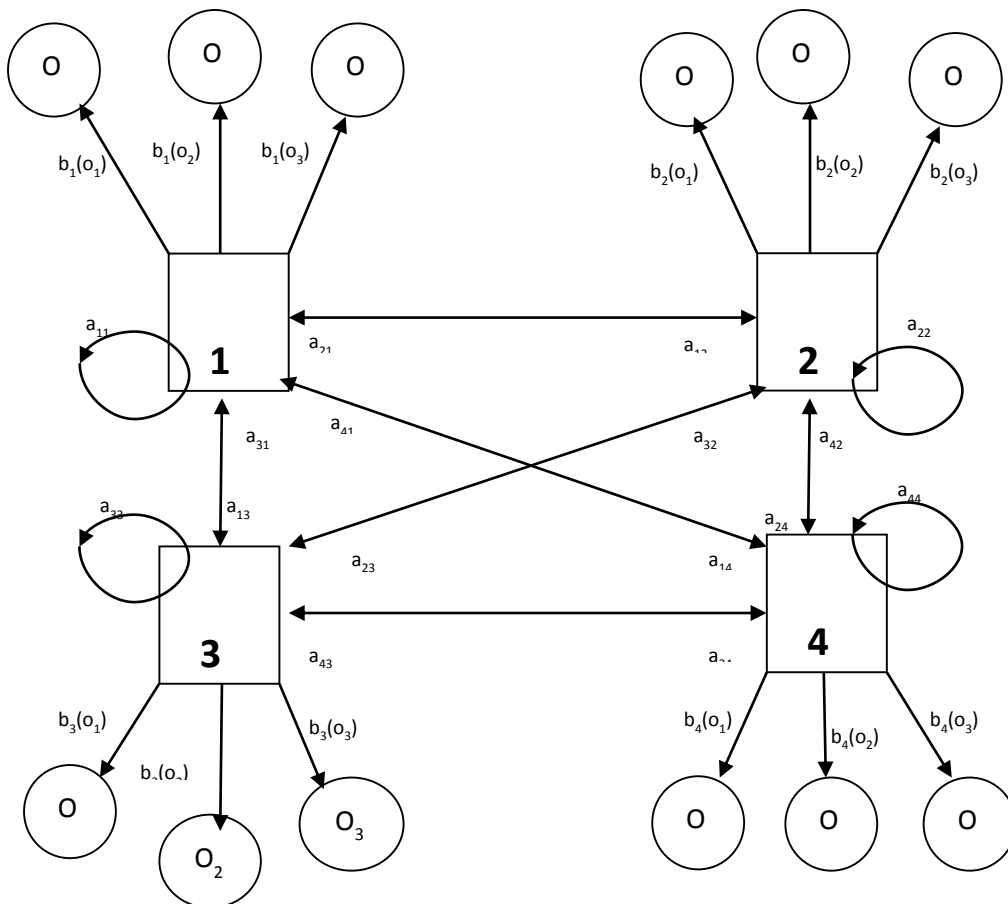 O O O O O O
b₁(o₁) b₁(o₂) b₁(o₃) b₂(o₁) b₂(o₂) b₂(o₃)
a₁₁ 1 a₂₁ 2 a₂₂
a₃₁ a₄₁ a₃₂ a₄₂
a₃₃ a₁₃ a₂₃ a₁₄ a₂₄ a₄₄
3 a₄₃ 4
b₃(o₁) b₃(o₃) b₄(o₁) b₄(o₂) b₄(o₃)
O O₂ O₃ O O O